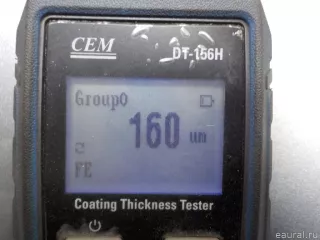 CEM
DT-156H
Group0
160 um
FE
Coating Thickness Tester
eaural.ru